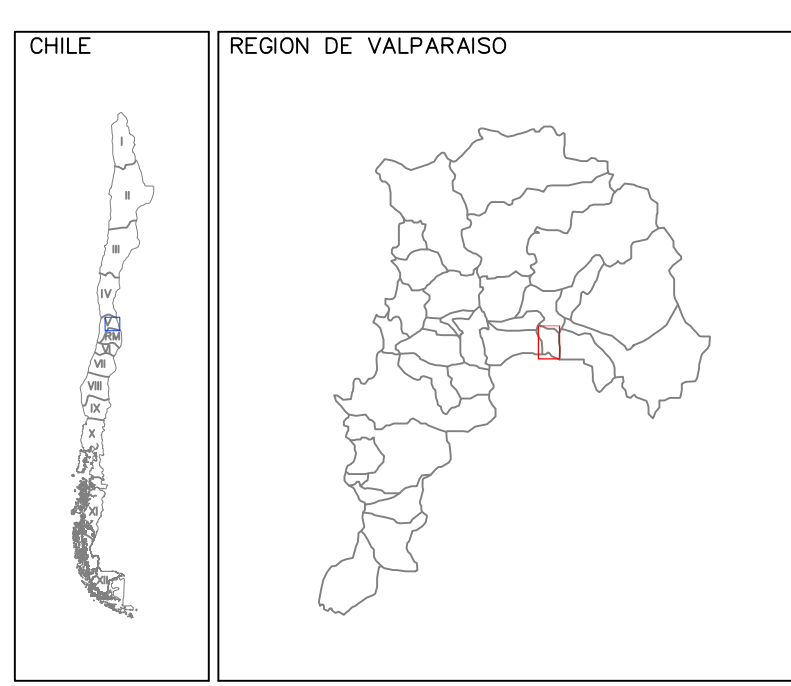 CHILE
REGION DE VALPARAISO
I
II
III
IV
V
RM
VI
VII
VIII
IX
X
XI
XII